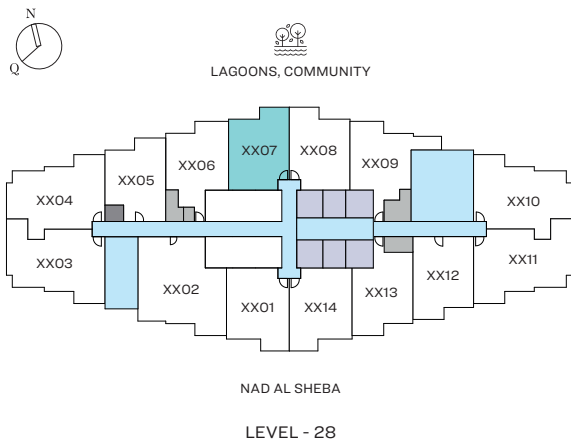 N
Q
LAGOONS, COMMUNITY
XX04
XX05
XX06
XX07
XX08
XX09
XX10
XX03
XX02
XX01
XX14
XX13
XX12
XX11
NAD AL SHEBA
LEVEL - 28